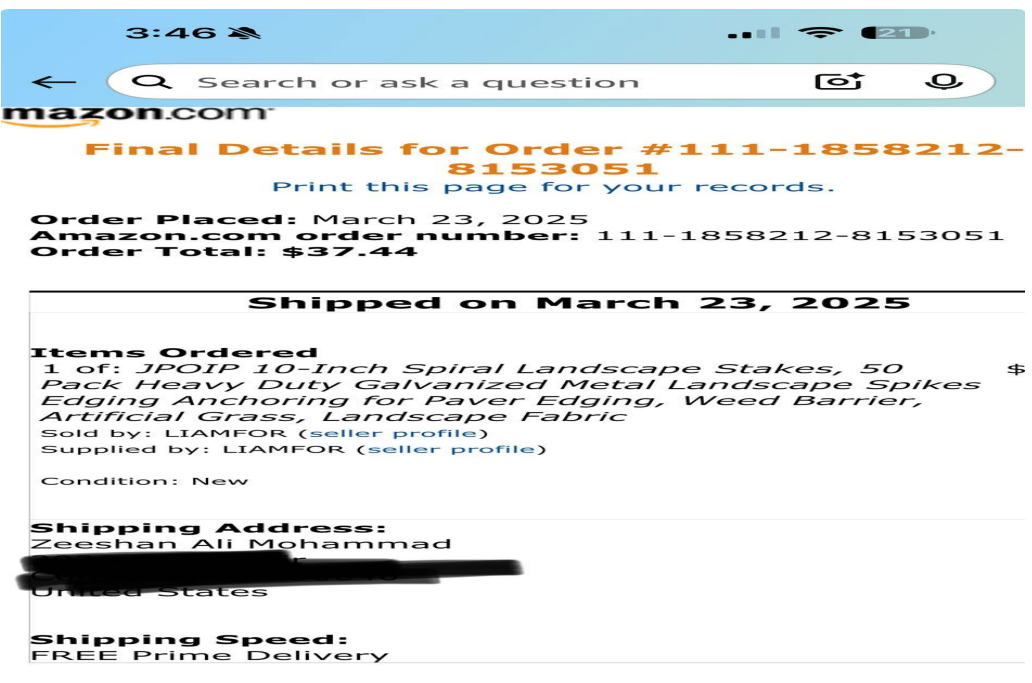 3:46
21
Search or ask a question
mazon.com
Final Details for Order #111-1858212-
8153051
Print this page for your records.
Order Placed: March 23, 2025
Amazon.com order number: 111-1858212-8153051
Order Total: $37.44
Shipped on March 23, 2025
Items Ordered
1 of: JPOIP 10-Inch Spiral Landscape Stakes, 50 $
Pack Heavy Duty Galvanized Metal Landscape Spikes
Edging Anchoring for Paver Edging, Weed Barrier,
Artificial Grass, Landscape Fabric
Sold by: LIAMFOR (seller profile)
Supplied by: LIAMFOR (seller profile)
Condition: New
Shipping Address:
Zeeshan Ali Mohammad
United States
Shipping Speed:
FREE Prime Delivery